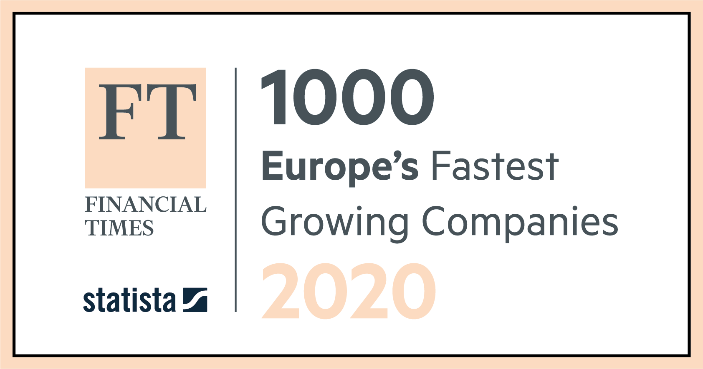 FT
FINANCIAL
TIMES
statista
1000
Europe's Fastest
Growing Companies
2020